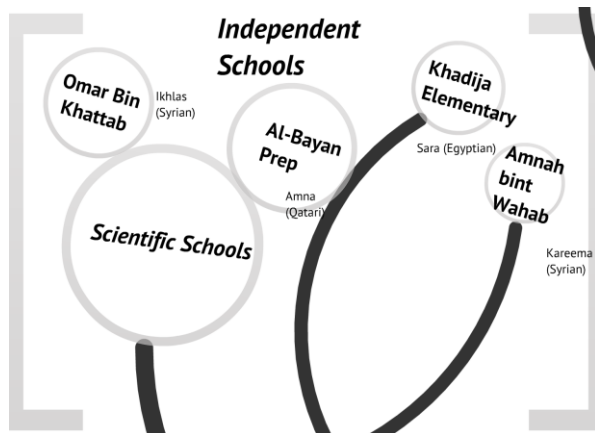 Independent
Schools
Omar Bin
Khattab
Ikhlas
(Syrian)
Al-Bayan
Prep
Amna
(Qatari)
Khadija
Elementary
Sara (Egyptian)
Amnah
bint
Wahab
Kareema
(Syrian)
Scientific Schools